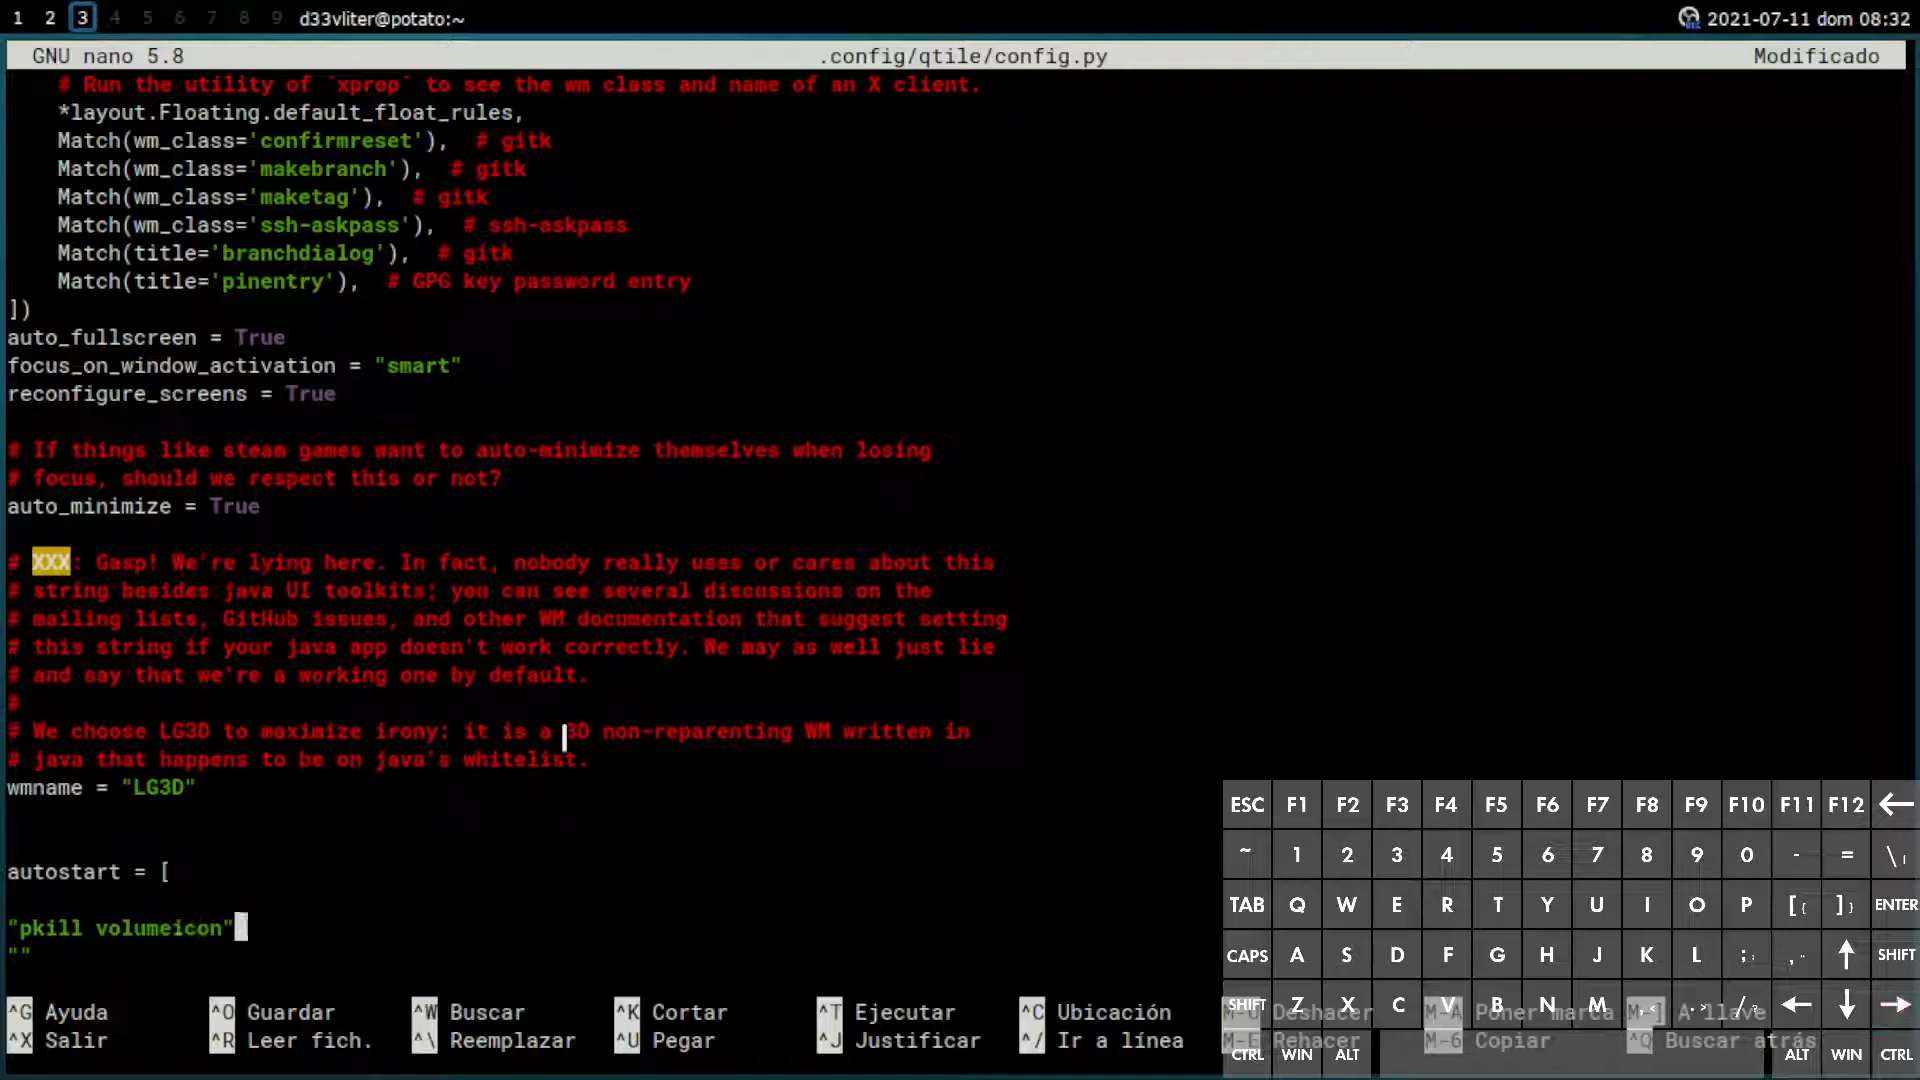 1 2 3 4 5 6 7 8 9 d33vliter@potato:~ 2021-07-11 dom 08:32
GNU nano 5.8 .config/qtile/config.py Modificado
# Run the utility of `xprop` to see the wm class and name of an X client.
*layout.Floating.default_float_rules,
Match(wm_class='confirmreset'),  # gitk
Match(wm_class='makebranch'),  # gitk
Match(wm_class='maketag'),  # gitk
Match(wm_class='ssh-askpass'),  # ssh-askpass
Match(title='branchdialog'),  # gitk
Match(title='pinentry'),  # GPG key password entry
])
auto_fullscreen = True
focus_on_window_activation = "smart"
reconfigure_screens = True
# If things like steam games want to auto-minimize themselves when losing
# focus, should we respect this or not?
auto_minimize = True
# XXX: Gasp! We're lying here. In fact, nobody really uses or cares about this
# string besides java UI toolkits; you can see several discussions on the
# mailing lists, GitHub issues, and other WM documentation that suggest setting
# this string if your java app doesn't work correctly. We may as well just lie
# and say that we're a working one by default.
#
# We choose LG3D to maximize irony: it is a 3D non-reparenting WM written in
# java that happens to be on java's whitelist.
wmname = "LG3D"
autostart = [
"pkill volumeicon"
""
^G Ayuda ^O Guardar ^W Buscar ^K Cortar ^T Ejecutar ^C Ubicación M-U Deshacer M-A Poner marca M-] A llave
^X Salir ^R Leer fich. ^\ Reemplazar ^U Pegar ^J Justificar ^/ Ir a línea M-E Rehacer M-6 Copiar ^Q Buscar atrás
ESC F1 F2 F3 F4 F5 F6 F7 F8 F9 F10 F11 F12 ←
~ 1 2 3 4 5 6 7 8 9 0 - = \|
TAB Q W E R T Y U I O P [{ ]} ENTER
CAPS A S D F G H J K L ;: ," ↑ SHIFT
SHIFT Z X C V B N M ,< .> /? ← ↓ →
CTRL WIN ALT ALT WIN CTRL